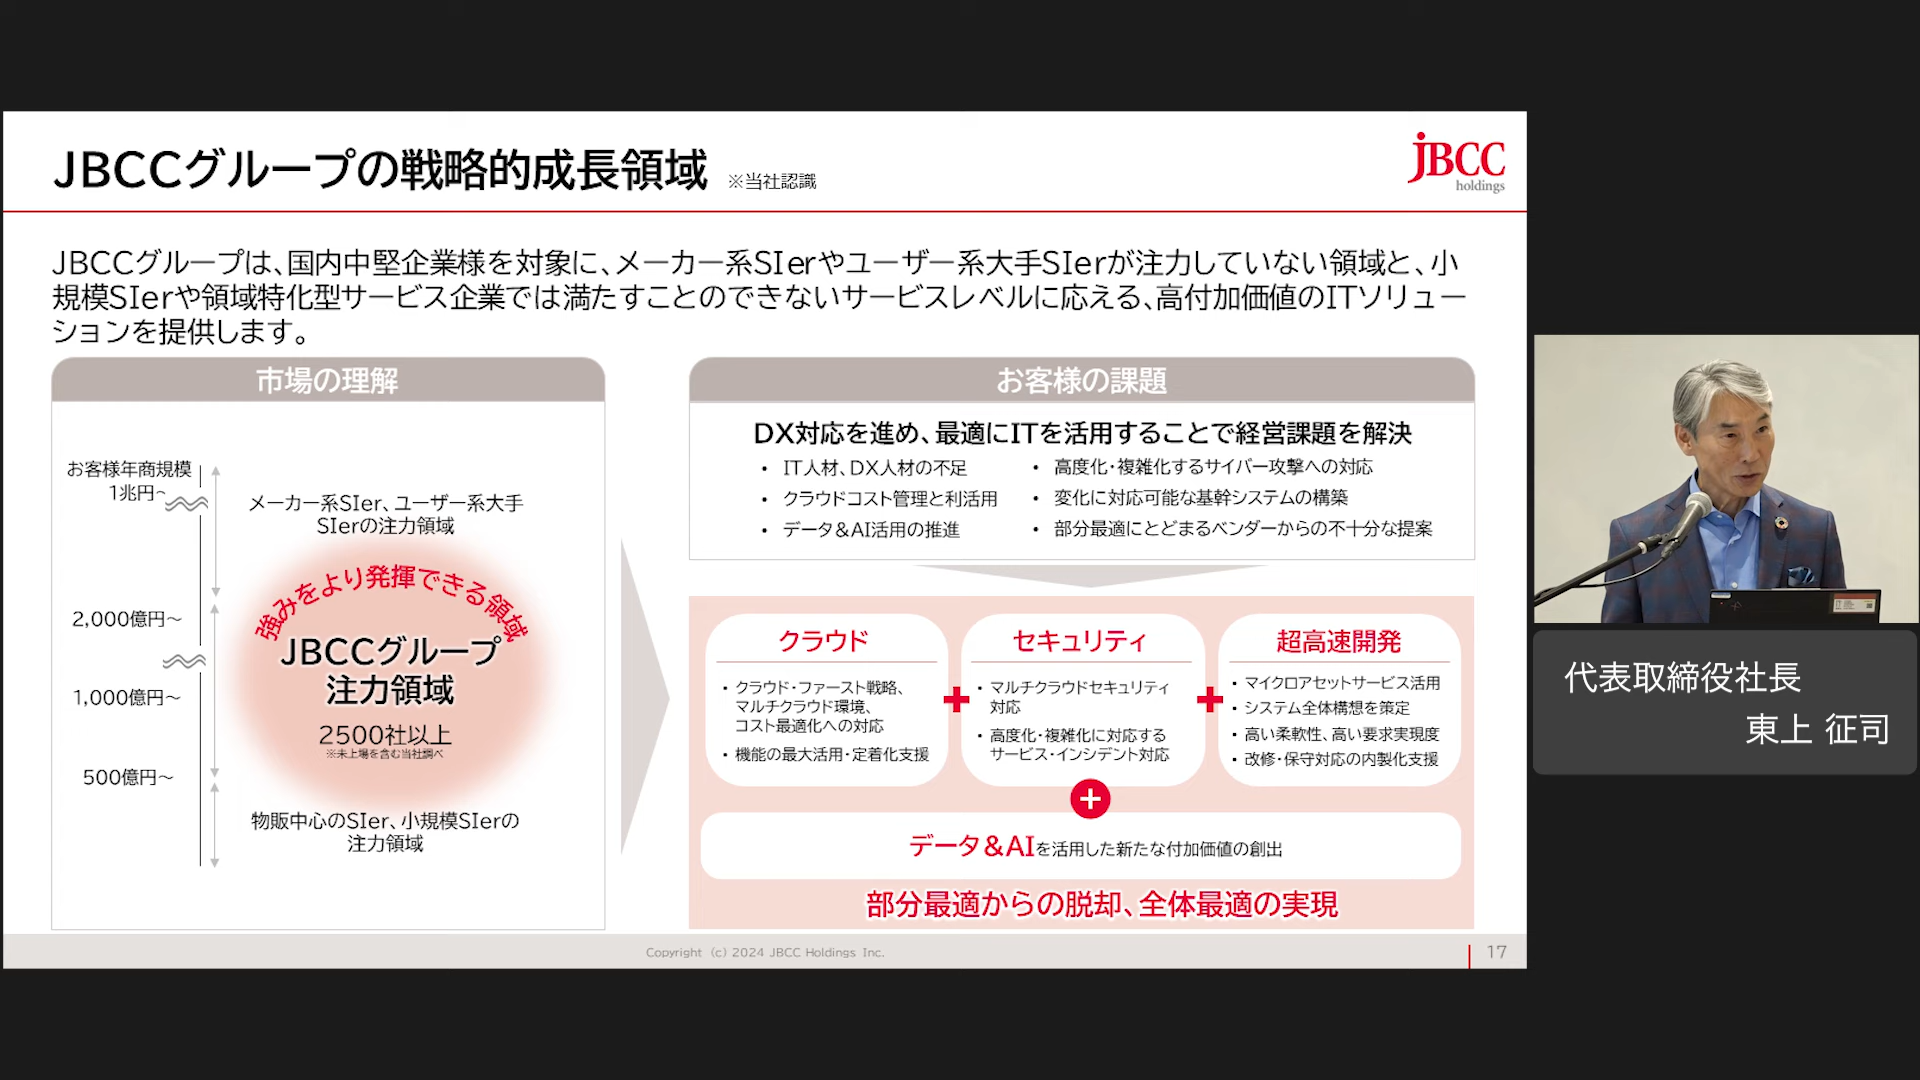 JBCCグループの戦略的成長領域 ※当社認識
JBCC
holdings
JBCCグループは、国内中堅企業様を対象に、メーカー系SIerやユーザー系大手SIerが注力していない領域と、小
規模SIerや領域特化型サービス企業では満たすことのできないサービスレベルに応える、高付加価値のITソリュー
ションを提供します。
市場の理解
お客様年商規模
1兆円~
メーカー系SIer、ユーザー系大手
SIerの注力領域
強みをより発揮できる領域
2,000億円~
JBCCグループ
注力領域
1,000億円~
2500社以上
※未上場を含む当社調べ
500億円~
物販中心のSIer、小規模SIerの
注力領域
お客様の課題
DX対応を進め、最適にITを活用することで経営課題を解決
・ IT人材、DX人材の不足
・ クラウドコスト管理と利活用
・ データ&AI活用の推進
・ 高度化・複雑化するサイバー攻撃への対応
・ 変化に対応可能な基幹システムの構築
・ 部分最適にとどまるベンダーからの不十分な提案
クラウド
・クラウド・ファースト戦略、
マルチクラウド環境、
コスト最適化への対応
・機能の最大活用・定着化支援
+
セキュリティ
・マルチクラウドセキュリティ
対応
・高度化・複雑化に対応する
サービス・インシデント対応
+
超高速開発
・マイクロアセットサービス活用
・システム全体構想を策定
・高い柔軟性、高い要求実現度
・改修・保守対応の内製化支援
+
データ&AIを活用した新たな付加価値の創出
部分最適からの脱却、全体最適の実現
Copyright (c) 2024 JBCC Holdings Inc.
17
代表取締役社長
東上 征司